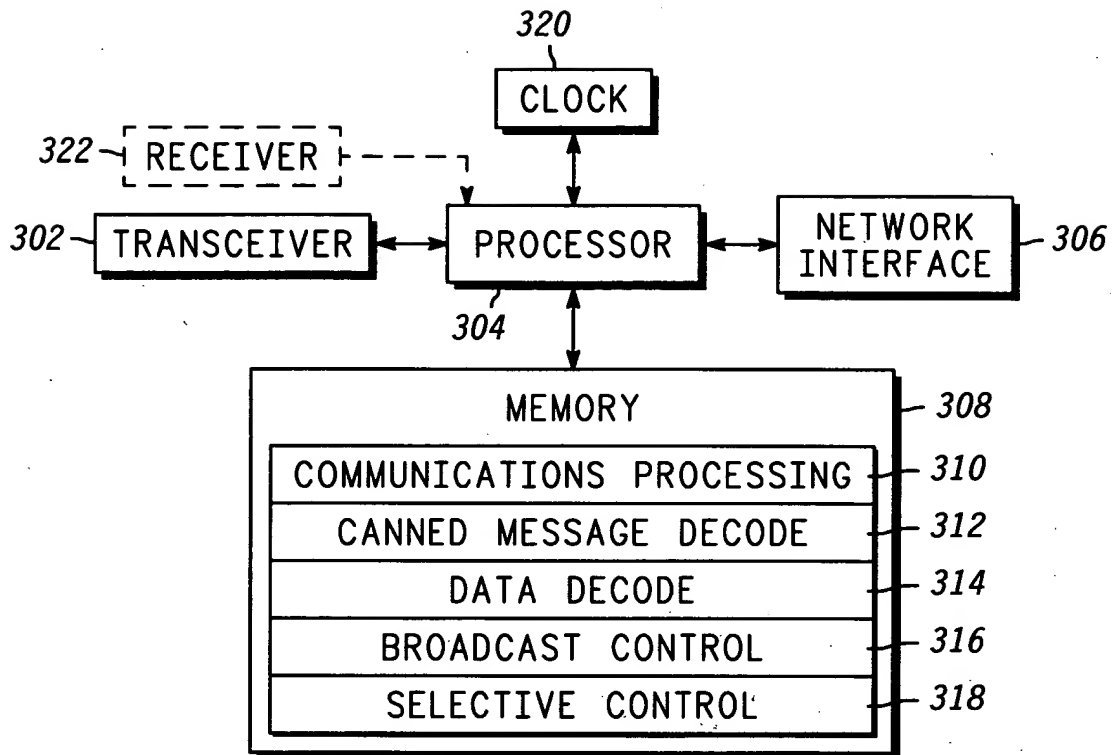 320
CLOCK
322 RECEIVER
302 TRANSCEIVER
PROCESSOR
NETWORK
INTERFACE
306
304
MEMORY
308
COMMUNICATIONS PROCESSING 310
CANNED MESSAGE DECODE 312
DATA DECODE 314
BROADCAST CONTROL 316
SELECTIVE CONTROL 318